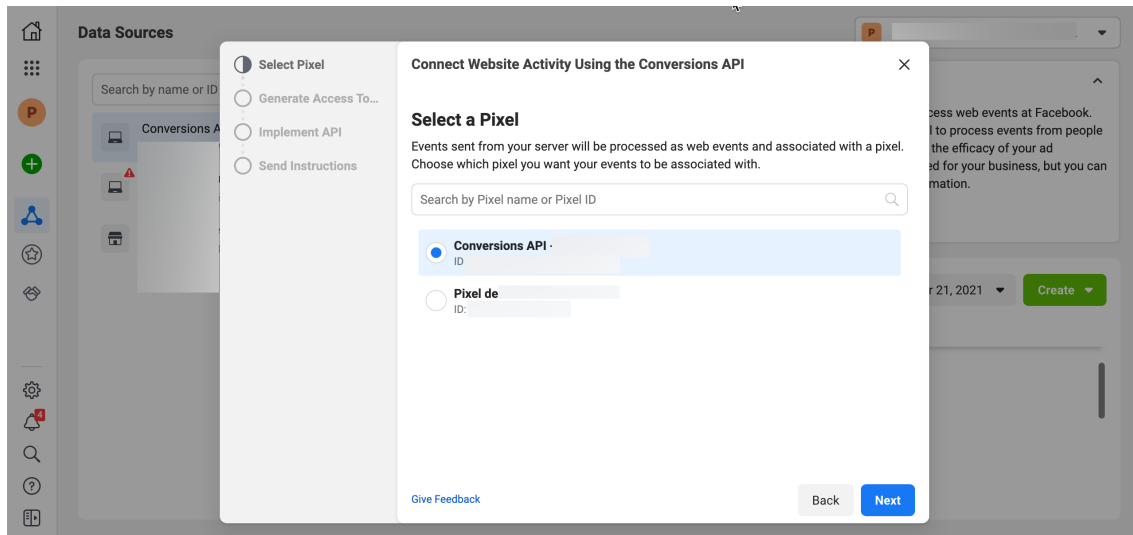 Data Sources
P
Search by name or ID
P
Conversions A
4
Select Pixel
Generate Access To...
Implement API
Send Instructions
Connect Website Activity Using the Conversions API
Select a Pixel
Events sent from your server will be processed as web events and associated with a pixel.
Choose which pixel you want your events to be associated with.
Search by Pixel name or Pixel ID
Conversions API -
ID
Pixel de
ID:
Give Feedback
Back
Next
cess web events at Facebook.
l to process events from people
the efficacy of your ad
ed for your business, but you can
mation.
r 21, 2021
Create